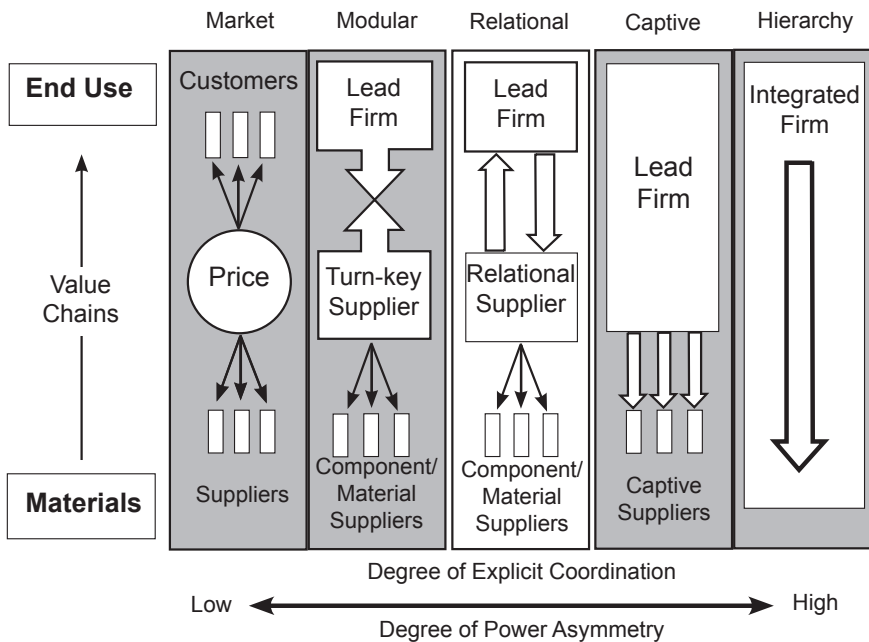 Market
Modular
Relational
Captive
Hierarchy
End Use
Value
Chains
Materials
Customers
Price
Suppliers
Lead
Firm
Turn-key
Supplier
Component/
Material
Suppliers
Lead
Firm
Relational
Supplier
Component/
Material
Suppliers
Lead
Firm
Captive
Suppliers
Integrated
Firm
Degree of Explicit Coordination
Low
High
Degree of Power Asymmetry